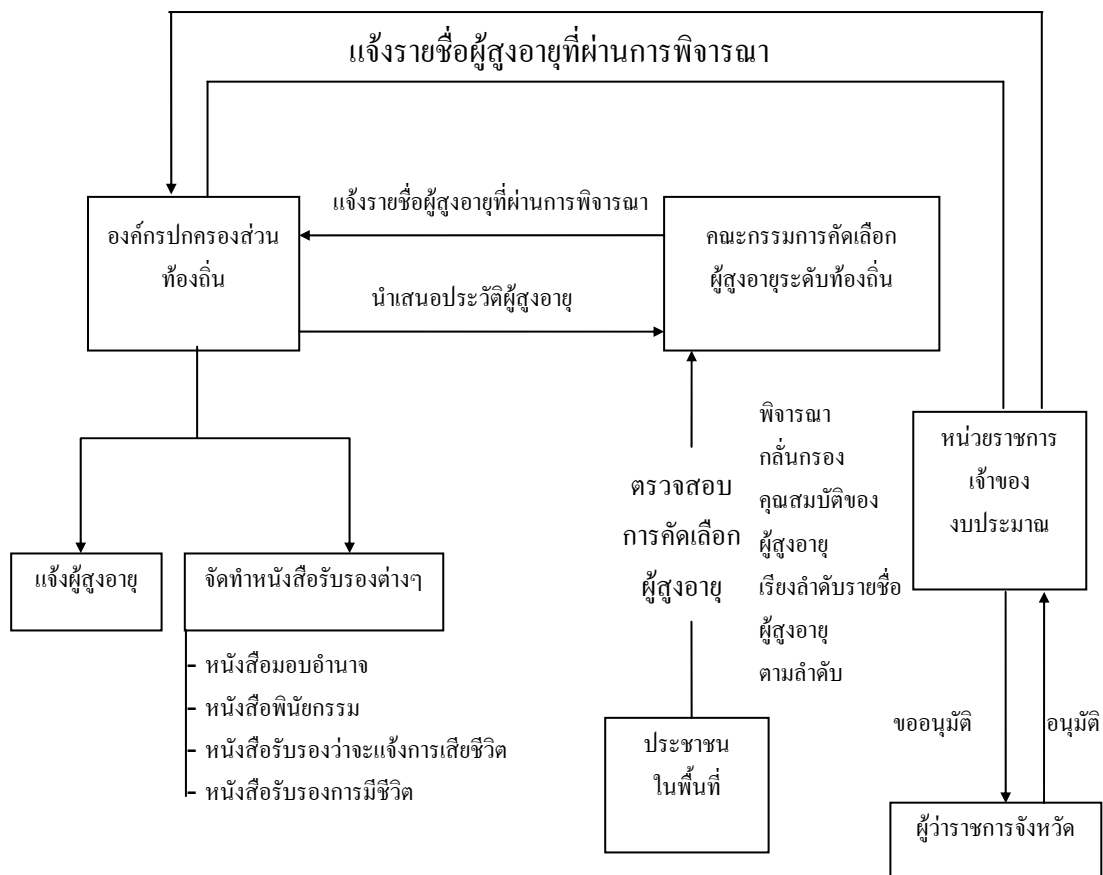 แจ้งรายชื่อผู้สูงอายุที่ผ่านการพิจารณา
แจ้งรายชื่อผู้สูงอายุที่ผ่านการพิจารณา
องค์กรปกครองส่วน
ท้องถิ่น
คณะกรรมการคัดเลือก
ผู้สูงอายุระดับท้องถิ่น
นำเสนอประวัติผู้สูงอายุ
พิจารณา
กลั่นกรอง
คุณสมบัติของ
ผู้สูงอายุ
เรียงลำดับรายชื่อ
ผู้สูงอายุ
ตามลำดับ
หน่วยราชการ
เจ้าของ
งบประมาณ
ตรวจสอบ
การคัดเลือก
ผู้สูงอายุ
แจ้งผู้สูงอายุ
จัดทำหนังสือรับรองต่างๆ
- หนังสือมอบอำนาจ
- หนังสือพินัยกรรม
- หนังสือรับรองว่าจะแจ้งการเสียชีวิต
- หนังสือรับรองการมีชีวิต
ประชาชน
ในพื้นที่
ขออนุมัติ
อนุมัติ
ผู้ว่าราชการจังหวัด